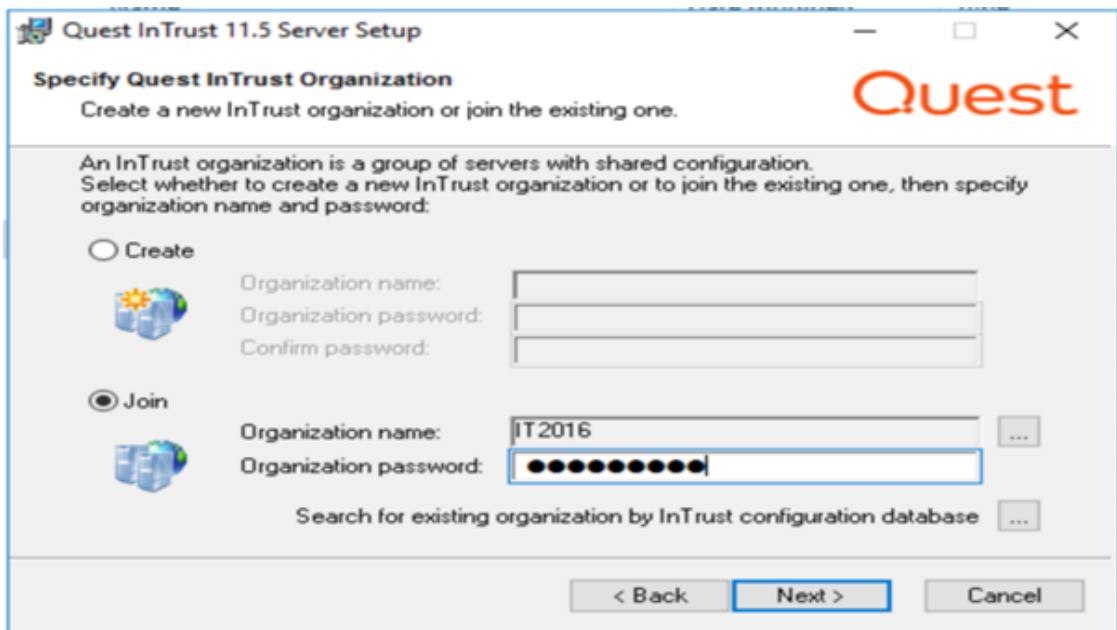 Quest InTrust 11.5 Server Setup
Specify Quest InTrust Organization
Create a new InTrust organization or join the existing one.
Quest
An InTrust organization is a group of servers with shared configuration.
Select whether to create a new InTrust organization or to join the existing one, then specify
organization name and password:
Create
Organization name:
Organization password:
Confirm password:
Join
Organization name:
IT2016
...
Organization password:
●●●●●●●●●
Search for existing organization by InTrust configuration database
...
< Back
Next >
Cancel